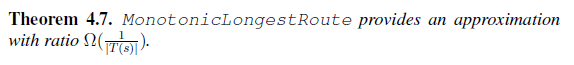 Theorem 4.7. MonotonicLongestRoute provides an approximation
with ratio Ω(1/|T(s)|).